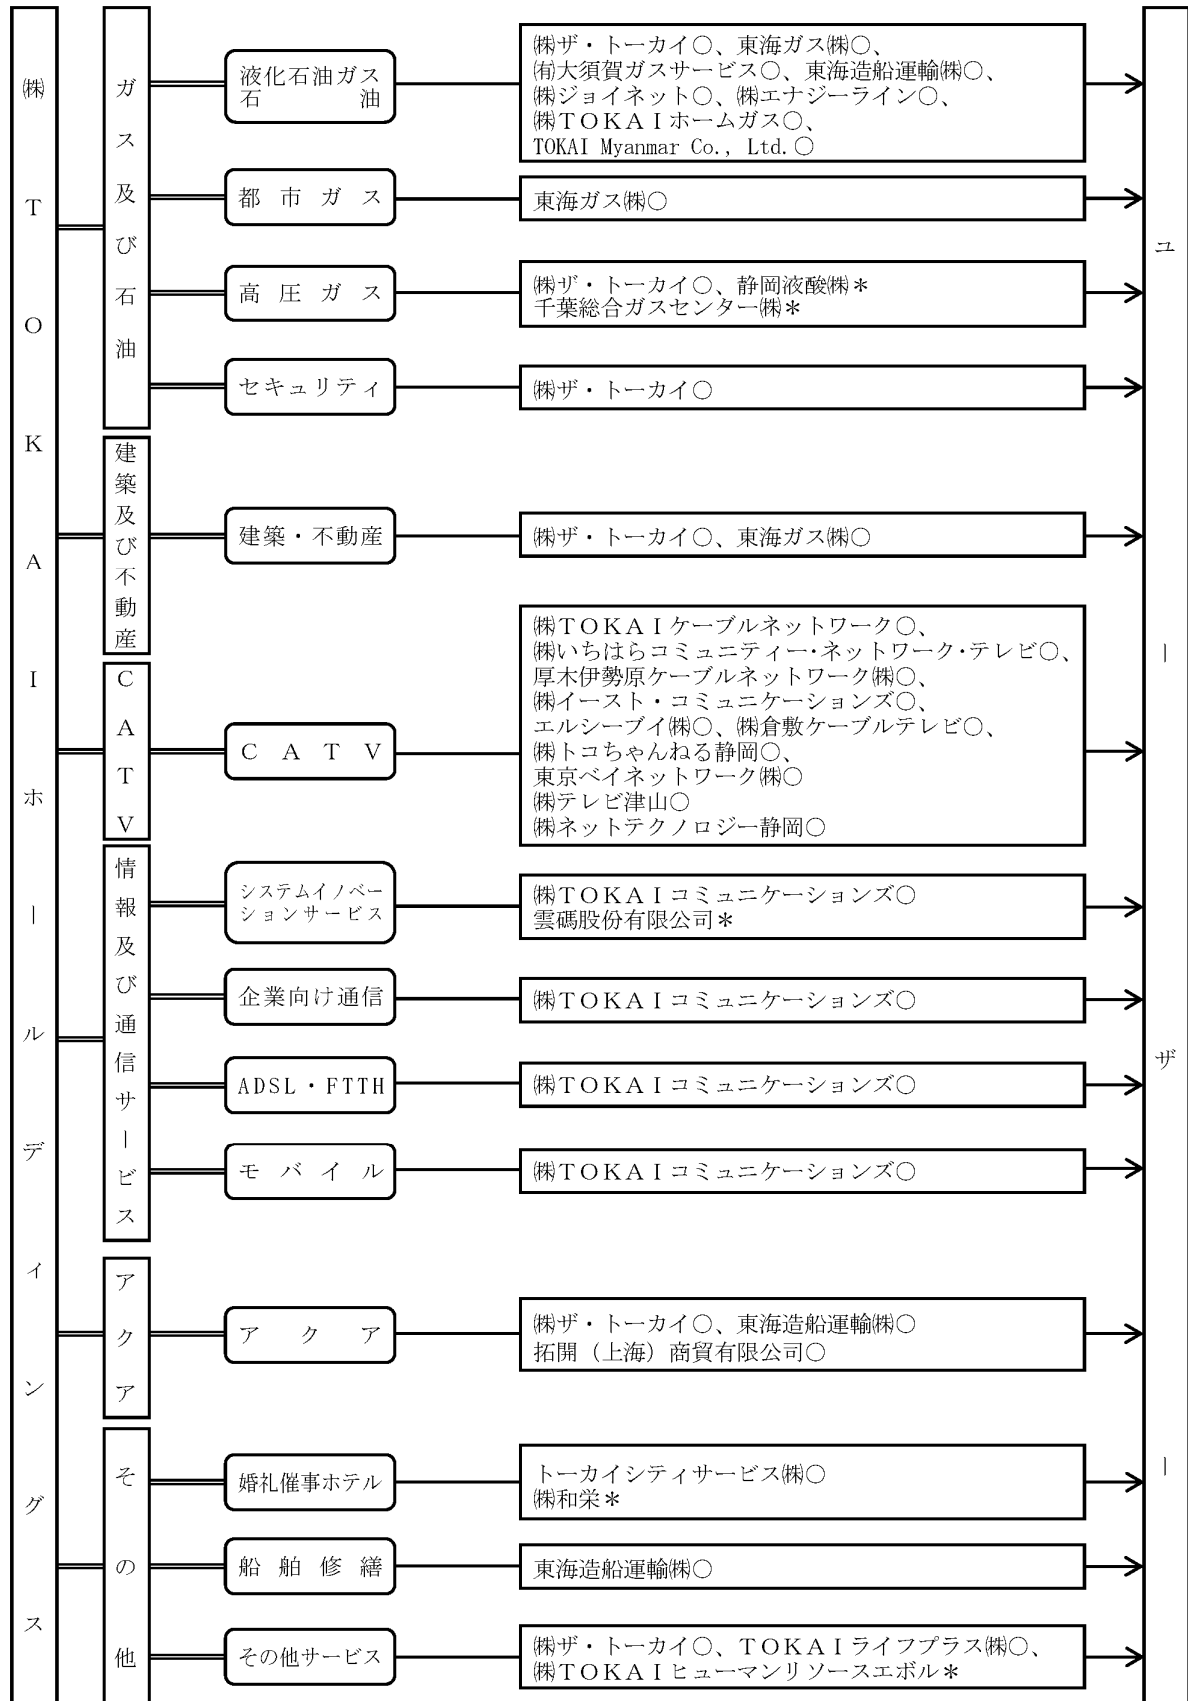 ㈱TOKAIホールディングス
ガス及び石油
液化石油ガス
石油
㈱ザ・トーカイ○、東海ガス㈱○、
㈲大須賀ガスサービス○、東海造船運輸㈱○、
㈱ジョイネット○、㈱エナジーライン○、
㈱TOKAIホームガス○、
TOKAI Myanmar Co., Ltd.○
都市ガス
東海ガス㈱○
高圧ガス
㈱ザ・トーカイ○、静岡液酸㈱＊
千葉総合ガスセンター㈱＊
セキュリティ
㈱ザ・トーカイ○
建築及び不動産
建築・不動産
㈱ザ・トーカイ○、東海ガス㈱○
CATV
CATV
㈱TOKAIケーブルネットワーク○、
㈱いちはらコミュニティー・ネットワーク・テレビ○、
厚木伊勢原ケーブルネットワーク㈱○、
㈱イースト・コミュニケーションズ○、
エルシーブイ㈱○、㈱倉敷ケーブルテレビ○、
㈱トコちゃんねる静岡○、
東京ベイネットワーク㈱○
㈱テレビ津山○
㈱ネットテクノロジー静岡○
情報及び通信サービス
システムイノベー
ションサービス
㈱TOKAIコミュニケーションズ○
雲碼股份有限公司＊
企業向け通信
㈱TOKAIコミュニケーションズ○
ADSL・FTTH
㈱TOKAIコミュニケーションズ○
モバイル
㈱TOKAIコミュニケーションズ○
アクア
アクア
㈱ザ・トーカイ○、東海造船運輸㈱○
拓開（上海）商貿有限公司○
その他
婚礼催事ホテル
トーカイシティサービス㈱○
㈱和栄＊
船舶修繕
東海造船運輸㈱○
その他サービス
㈱ザ・トーカイ○、TOKAIライフプラス㈱○、
㈱TOKAIヒューマンリソースエボル＊
ユーザー